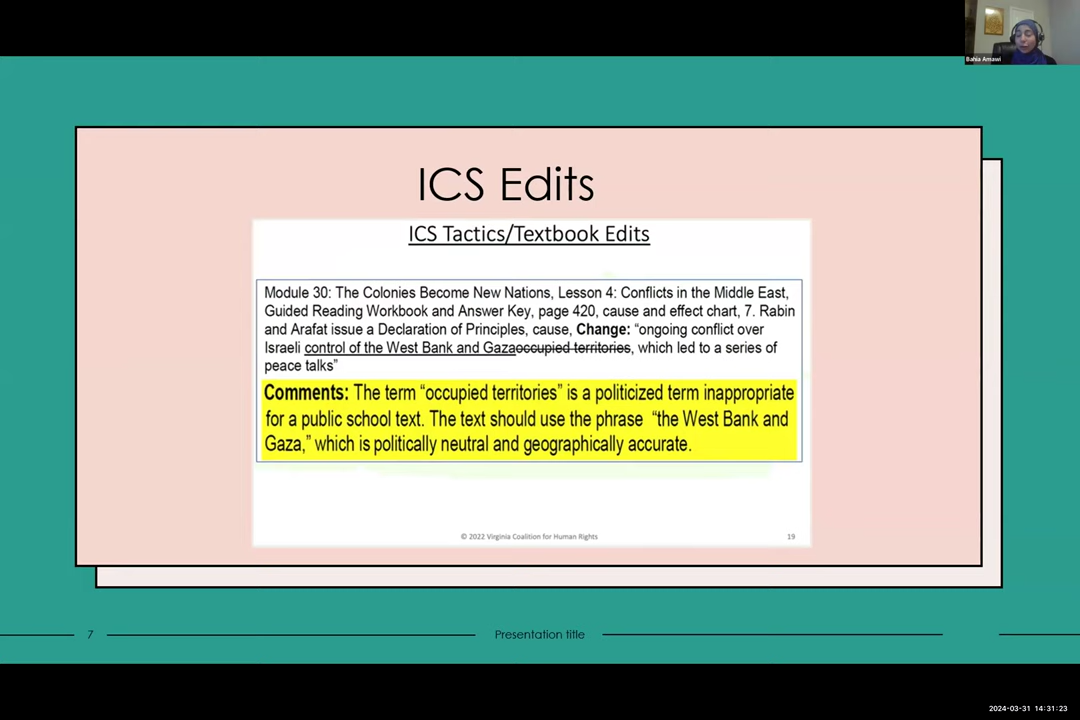 Bahia Amawi
ICS Edits
ICS Tactics/Textbook Edits
Module 30: The Colonies Become New Nations, Lesson 4: Conflicts in the Middle East,
Guided Reading Workbook and Answer Key, page 420, cause and effect chart, 7. Rabin
and Arafat issue a Declaration of Principles, cause, Change: “ongoing conflict over
Israeli control of the West Bank and Gazaoccupied territories, which led to a series of
peace talks”
Comments: The term “occupied territories” is a politicized term inappropriate
for a public school text. The text should use the phrase “the West Bank and
Gaza,” which is politically neutral and geographically accurate.
© 2022 Virginia Coalition for Human Rights 19
7 Presentation title
2024-03-31 14:31:23